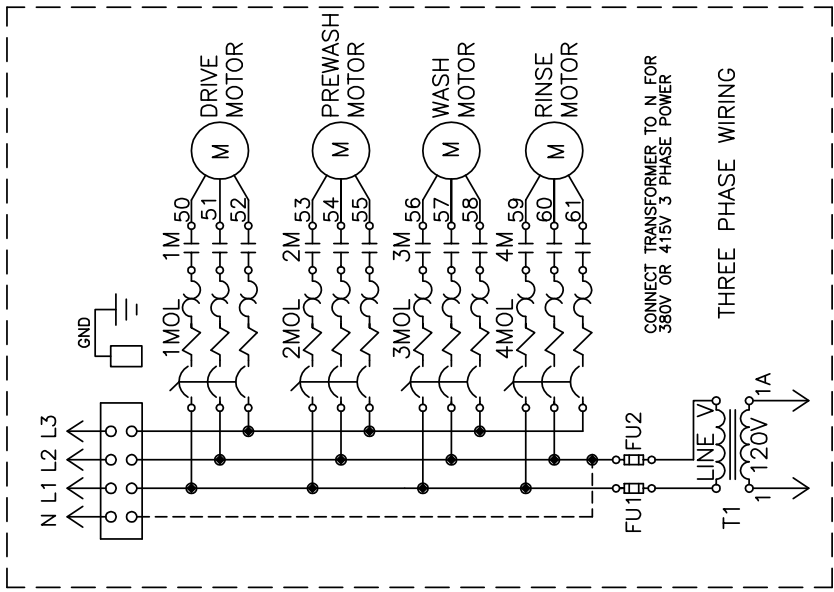 DRIVE
MOTOR
PREWASH
MOTOR
WASH
MOTOR
RINSE
MOTOR
M
M
M
M
50
51
52
53
54
55
56
57
58
59
60
61
1M
2M
3M
4M
1MOL
2MOL
3MOL
4MOL
GND
N L1 L2 L3
CONNECT TRANSFORMER TO N FOR
380V OR 415V 3 PHASE POWER
THREE PHASE WIRING
FU1
FU2
LINE V
120V
1
1A
T1